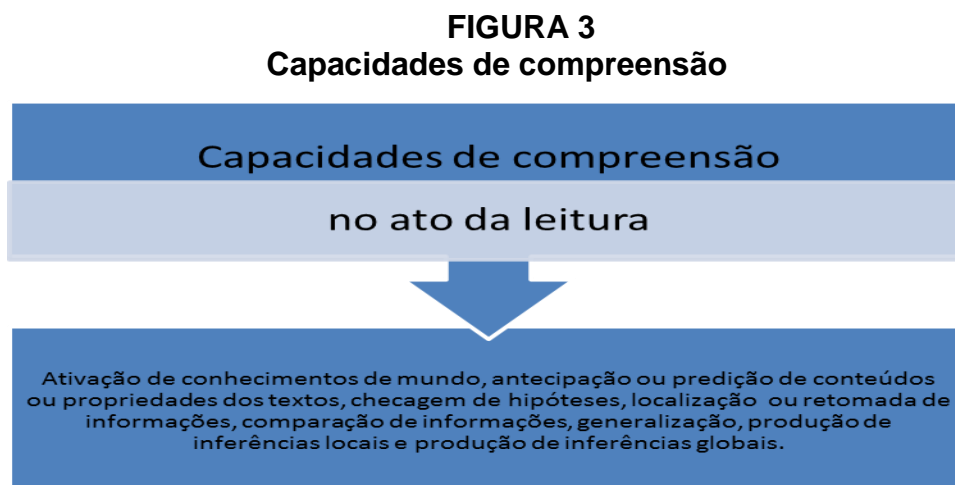 FIGURA 3
Capacidades de compreensão
Capacidades de compreensão
no ato da leitura
Ativação de conhecimentos de mundo, antecipação ou predição de conteúdos
ou propriedades dos textos, checagem de hipóteses, localização ou retomada de
informações, comparação de informações, generalização, produção de
inferências locais e produção de inferências globais.